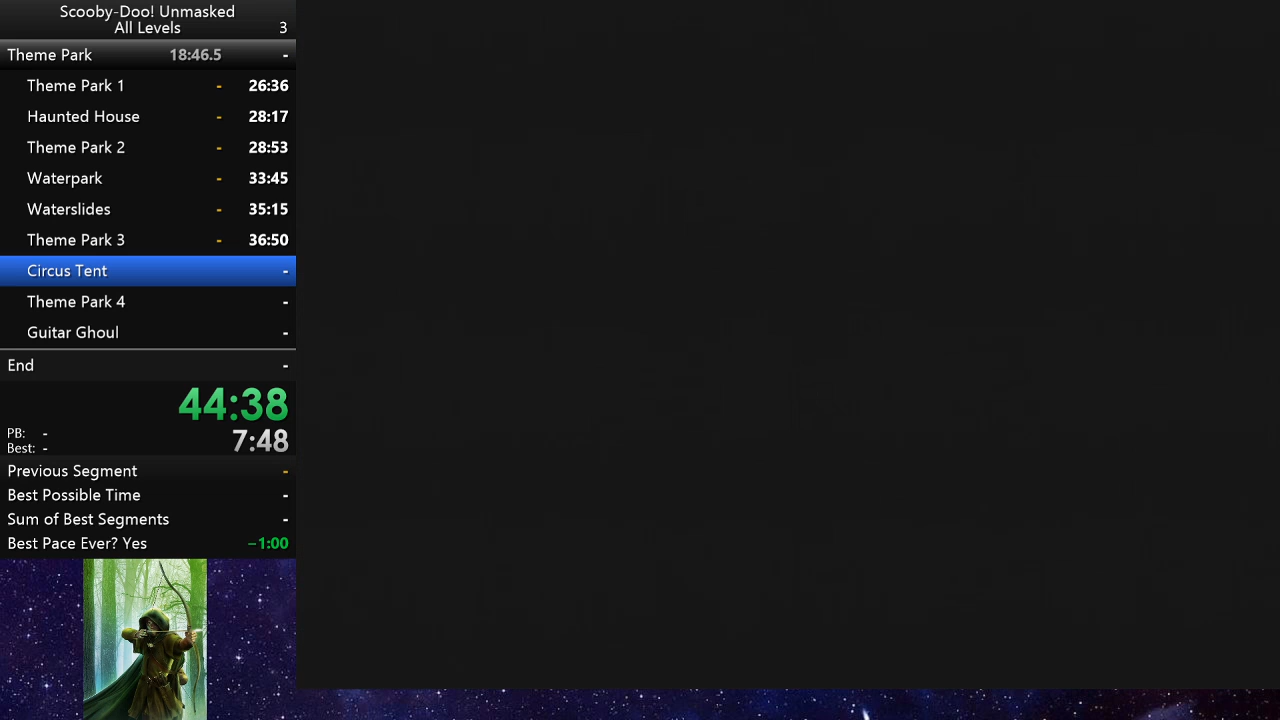 Scooby-Doo! Unmasked
All Levels 3
Theme Park 18:46.5 -
Theme Park 1 - 26:36
Haunted House - 28:17
Theme Park 2 - 28:53
Waterpark - 33:45
Waterslides - 35:15
Theme Park 3 - 36:50
Circus Tent -
Theme Park 4 -
Guitar Ghoul -
End -
44:38
PB: - 7:48
Best: -
Previous Segment -
Best Possible Time -
Sum of Best Segments -
Best Pace Ever? Yes −1:00